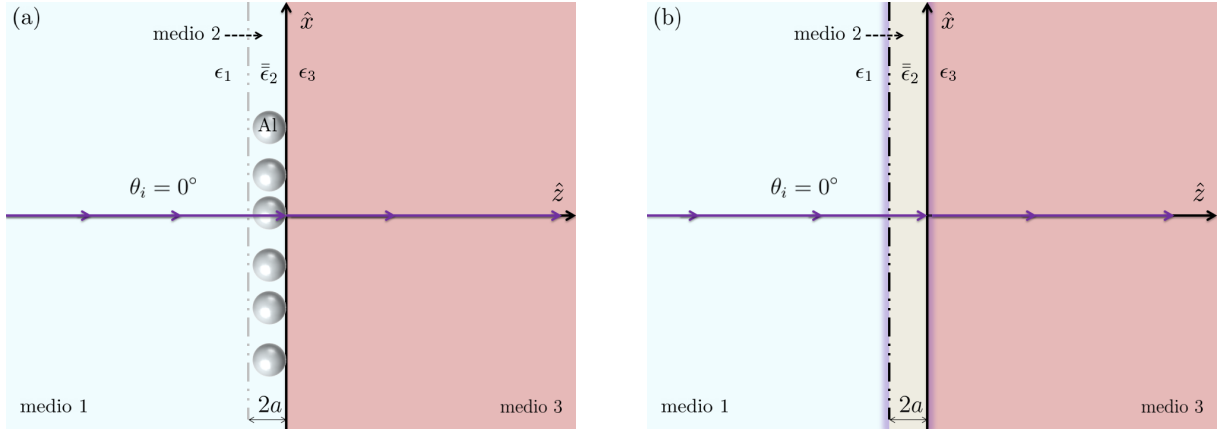 (a)
x̂
medio 2
ϵ₁
ϵ̿₂
ϵ₃
Al
θᵢ = 0°
ẑ
2a
medio 1
medio 3
(b)
x̂
medio 2
ϵ₁
ϵ̿₂
ϵ₃
θᵢ = 0°
ẑ
2a
medio 1
medio 3